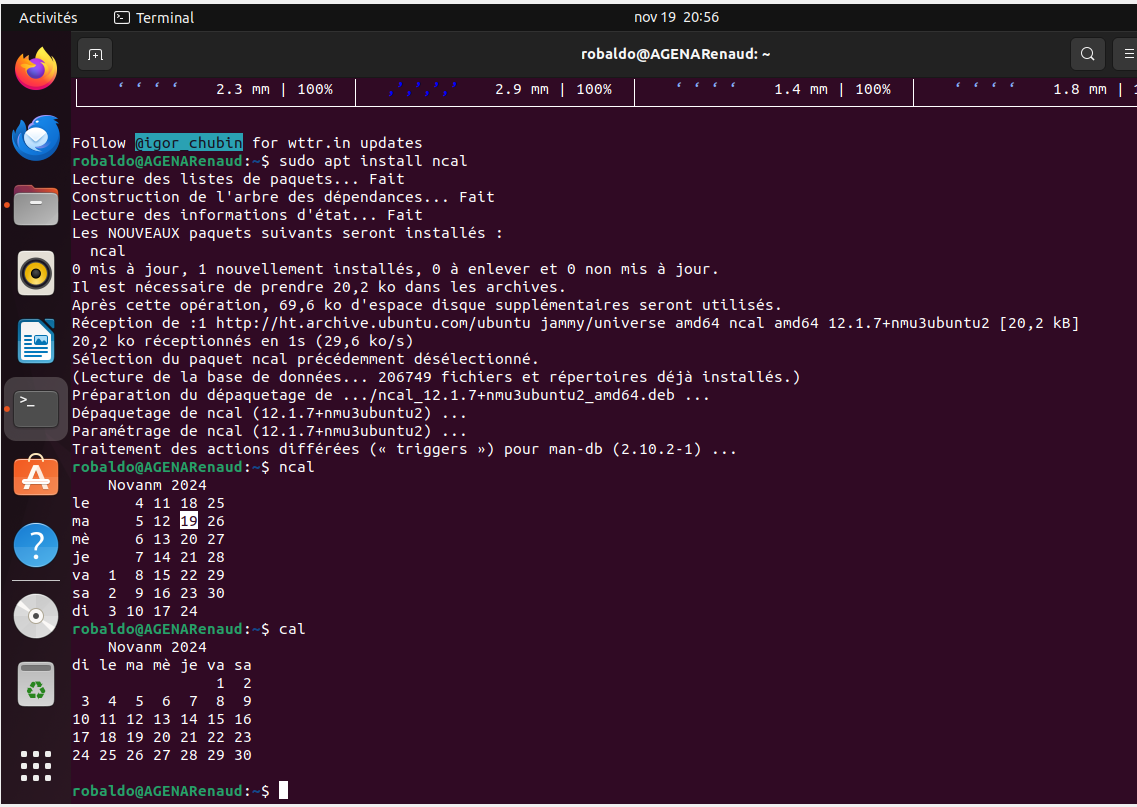 Activités Terminal nov 19 20:56
robaldo@AGENARenaud: ~
2.3 mm | 100% 2.9 mm | 100% 1.4 mm | 100% 1.8 mm | 1
Follow @igor_chubin for wttr.in updates
robaldo@AGENARenaud:~$ sudo apt install ncal
Lecture des listes de paquets... Fait
Construction de l'arbre des dépendances... Fait
Lecture des informations d'état... Fait
Les NOUVEAUX paquets suivants seront installés :
  ncal
0 mis à jour, 1 nouvellement installés, 0 à enlever et 0 non mis à jour.
Il est nécessaire de prendre 20,2 ko dans les archives.
Après cette opération, 69,6 ko d'espace disque supplémentaires seront utilisés.
Réception de :1 http://ht.archive.ubuntu.com/ubuntu jammy/universe amd64 ncal amd64 12.1.7+nmu3ubuntu2 [20,2 kB]
20,2 ko réceptionnés en 1s (29,6 ko/s)
Sélection du paquet ncal précédemment désélectionné.
(Lecture de la base de données... 206749 fichiers et répertoires déjà installés.)
Préparation du dépaquetage de .../ncal_12.1.7+nmu3ubuntu2_amd64.deb ...
Dépaquetage de ncal (12.1.7+nmu3ubuntu2) ...
Paramétrage de ncal (12.1.7+nmu3ubuntu2) ...
Traitement des actions différées (« triggers ») pour man-db (2.10.2-1) ...
robaldo@AGENARenaud:~$ ncal
    Novanm 2024
le     4 11 18 25
ma     5 12 19 26
mè     6 13 20 27
je     7 14 21 28
va  1  8 15 22 29
sa  2  9 16 23 30
di  3 10 17 24
robaldo@AGENARenaud:~$ cal
    Novanm 2024
di le ma mè je va sa
                1  2
 3  4  5  6  7  8  9
10 11 12 13 14 15 16
17 18 19 20 21 22 23
24 25 26 27 28 29 30
robaldo@AGENARenaud:~$